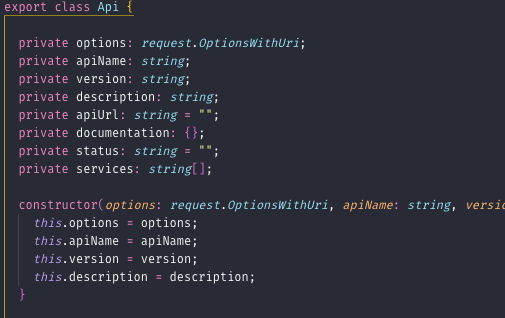 export class Api {
private options: request.OptionsWithUri;
private apiName: string;
private version: string;
private description: string;
private apiUrl: string = "";
private documentation: {};
private status: string = "";
private services: string[];
constructor(options: request.OptionsWithUri, apiName: string,
this.options = options;
this.apiName = apiName;
this.version = version;
this.description = description;
}